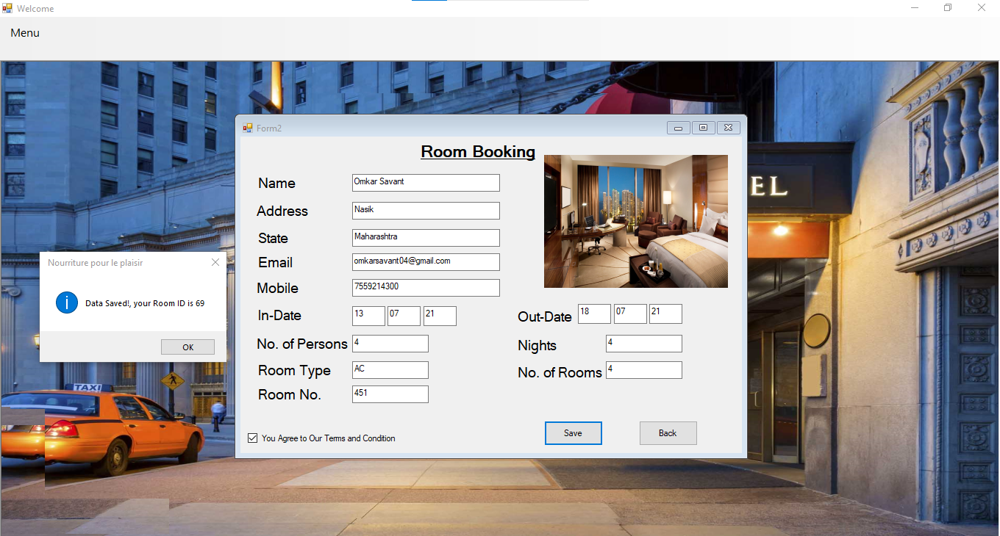 Welcome
Menu
Form2
Room Booking
Name Omkar Savant
Address Nasik
State Maharashtra
Email omkarsavant04@gmail.com
Mobile 7559214300
In-Date 13 07 21 Out-Date 18 07 21
No. of Persons 4 Nights 4
Room Type AC No. of Rooms 4
Room No. 451
You Agree to Our Terms and Condition Save Back
Nourriture pour le plaisir
Data Saved!, your Room ID is 69
OK
TAXI
EL